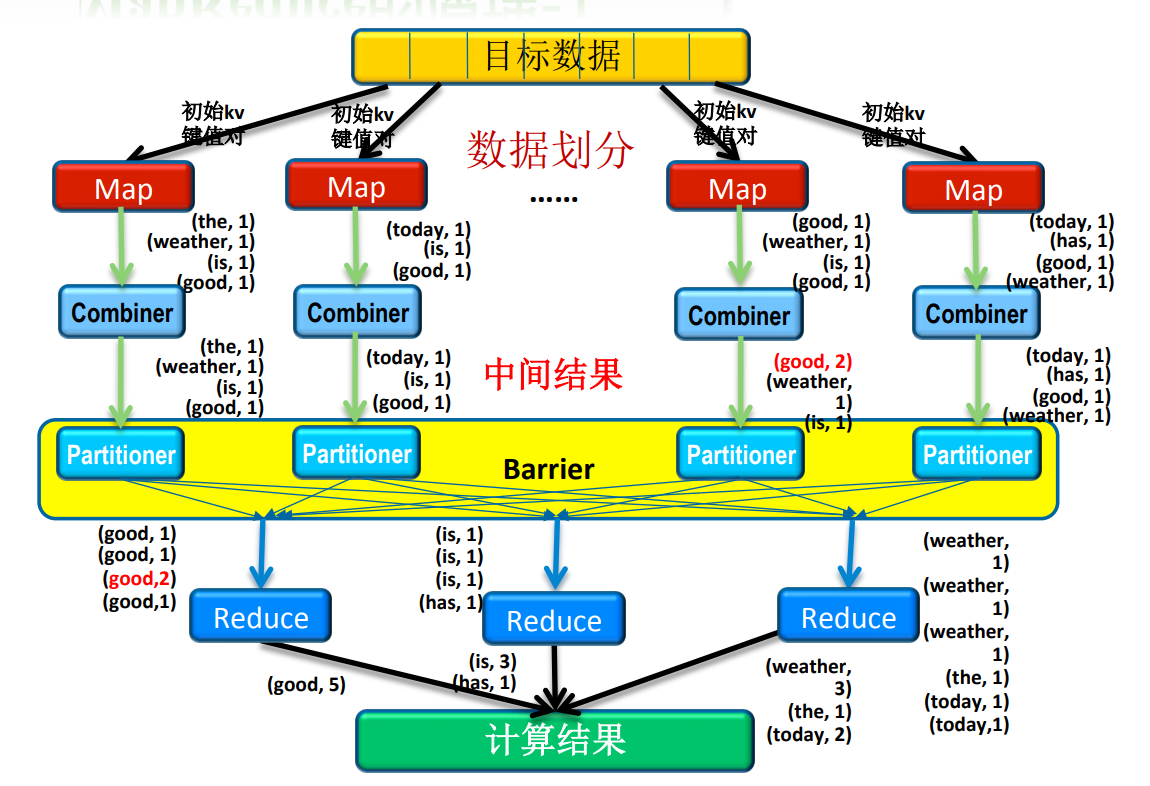 目标数据
初始kv
键值对
初始kv
键值对
初始kv
键值对
初始kv
键值对
数据划分
……
Map
Map
Map
Map
(the, 1)
(weather, 1)
(is, 1)
(good, 1)
(today, 1)
(is, 1)
(good, 1)
(good, 1)
(weather, 1)
(is, 1)
(good, 1)
(today, 1)
(has, 1)
(good, 1)
(weather, 1)
Combiner
Combiner
Combiner
Combiner
(the, 1)
(weather, 1)
(is, 1)
(good, 1)
(today, 1)
(is, 1)
(good, 1)
中间结果
(good, 2)
(weather,
1)
(is, 1)
(today, 1)
(has, 1)
(good, 1)
(weather, 1)
Partitioner
Partitioner
Partitioner
Partitioner
Barrier
(good, 1)
(good, 1)
(good,2)
(good,1)
(is, 1)
(is, 1)
(is, 1)
(has, 1)
(weather,
1)
(weather,
1)
(weather,
1)
(the, 1)
(today, 1)
(today,1)
Reduce
Reduce
Reduce
(good, 5)
(is, 3)
(has, 1)
(weather,
3)
(the, 1)
(today, 2)
计算结果